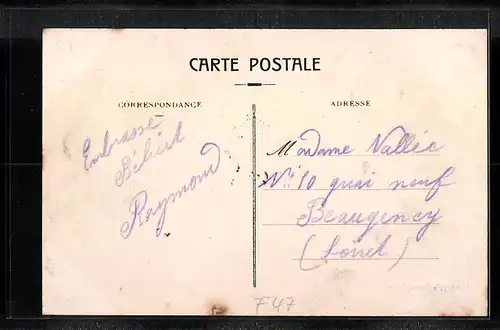 CARTE POSTALE
CORRESPONDANCE
ADRESSE
Embrasse
Bébert
Raymond
Madame Vallée
N° 10 quai neuf
Beaugency
(Loiret)
F47